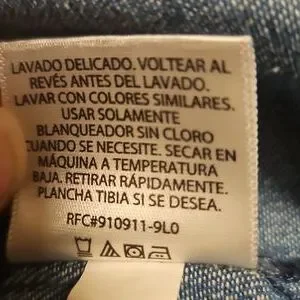 LAVADO DELICADO. VOLTEAR AL
REVÉS ANTES DEL LAVADO.
LAVAR CON COLORES SIMILARES.
USAR SOLAMENTE
BLANQUEADOR SIN CLORO
CUANDO SE NECESITE. SECAR EN
MÁQUINA A TEMPERATURA
BAJA. RETIRAR RÁPIDAMENTE.
PLANCHA TIBIA SI SE DESEA.
RFC#910911-9L0